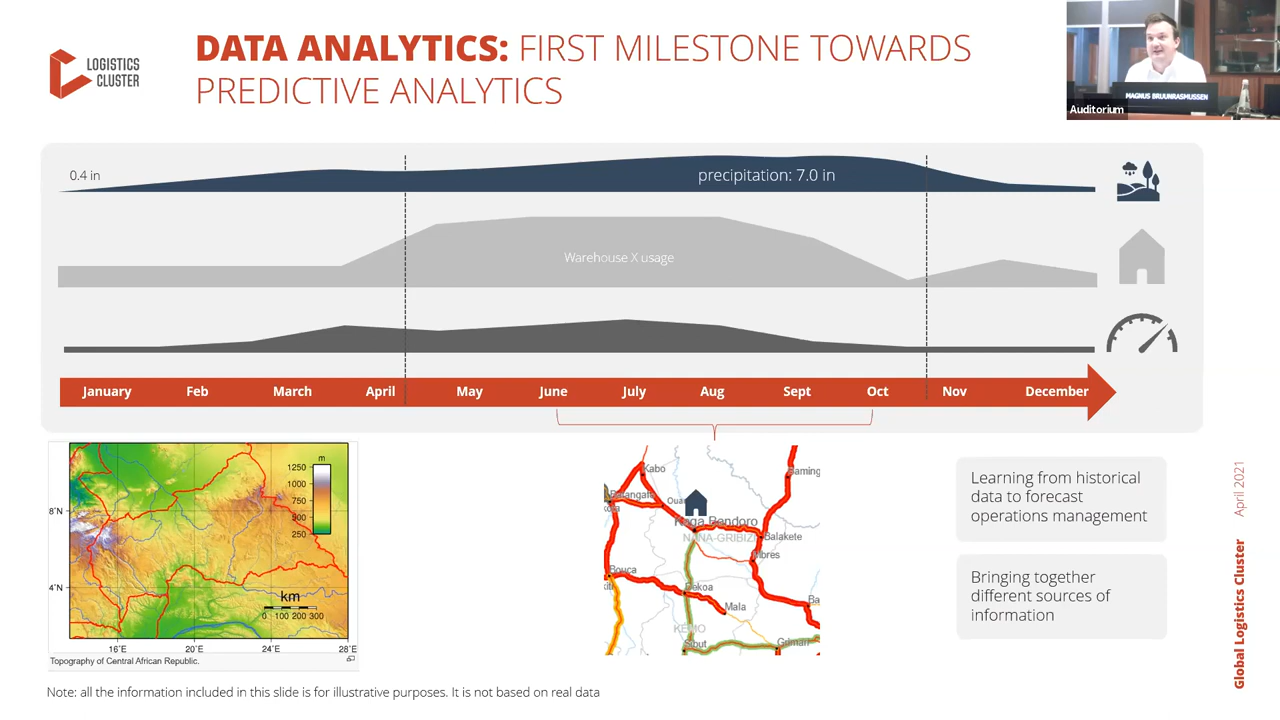 LOGISTICS
CLUSTER
DATA ANALYTICS: FIRST MILESTONE TOWARDS
PREDICTIVE ANALYTICS
MAGNUS BRUUNRASMUSSEN
Auditorium
0.4 in
precipitation: 7.0 in
Warehouse X usage
January Feb March April May June July Aug Sept Oct Nov December
m
1250
1000
750
500
250
8°N
4°N
km
0 100 200 300
16°E 20°E 24°E 28°E
Topography of Central African Republic.
Kabo
Batangafo
Oua
Kaga Bandoro
NANA-GRIBIZI
Baming
Balakete
Mbres
Bouca
Dekoa
Mala
Ba
KEMO
Sibut
Grimari
Learning from historical
data to forecast
operations management
Bringing together
different sources of
information
Global Logistics Cluster April 2021
Note: all the information included in this slide is for illustrative purposes. It is not based on real data